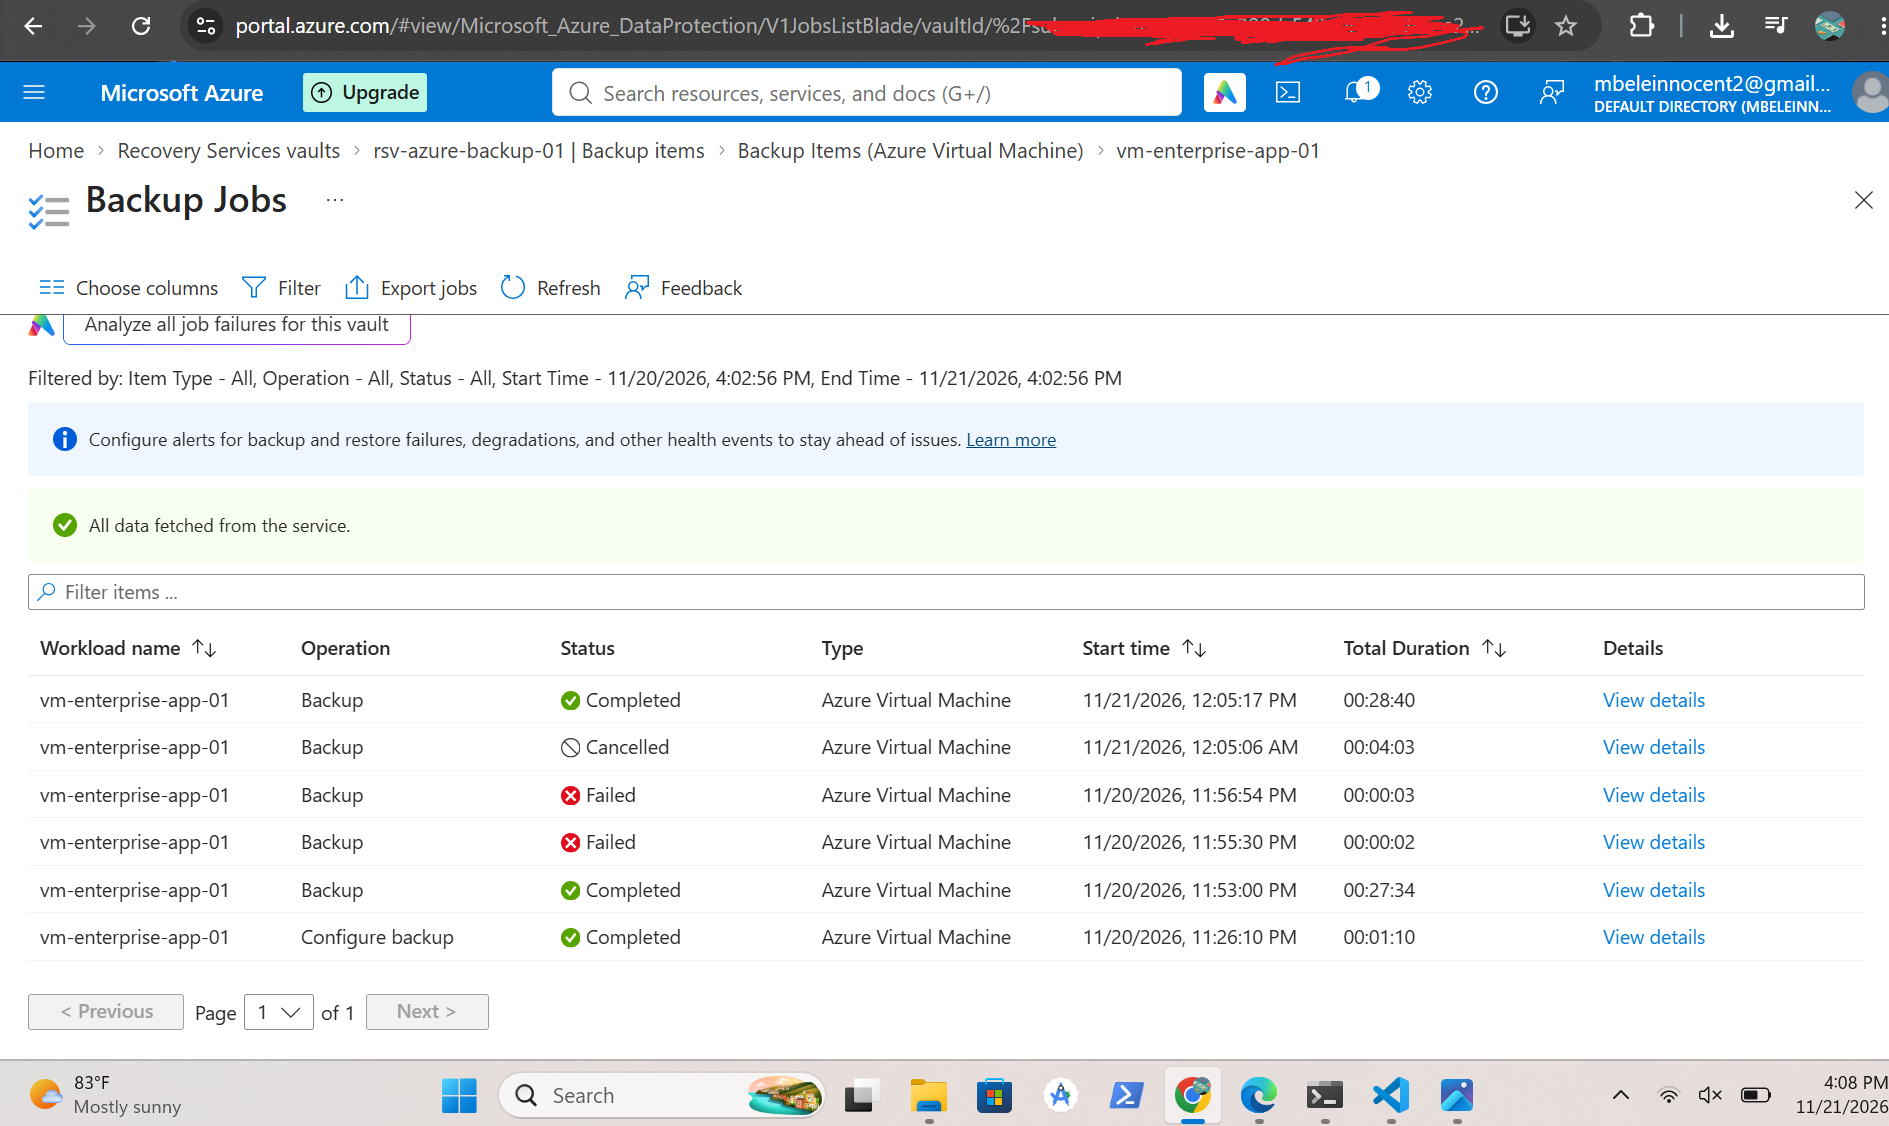 portal.azure.com/#view/Microsoft_Azure_DataProtection/V1JobsListBlade/vaultId/%2Fsu
Microsoft Azure Upgrade Search resources, services, and docs (G+/) 1 mbeleinnocent2@gmail...
DEFAULT DIRECTORY (MBELEINN...
Home > Recovery Services vaults > rsv-azure-backup-01 | Backup items > Backup Items (Azure Virtual Machine) > vm-enterprise-app-01
Backup Jobs ...
Choose columns Filter Export jobs Refresh Feedback
Analyze all job failures for this vault
Filtered by: Item Type - All, Operation - All, Status - All, Start Time - 11/20/2026, 4:02:56 PM, End Time - 11/21/2026, 4:02:56 PM
Configure alerts for backup and restore failures, degradations, and other health events to stay ahead of issues. Learn more
All data fetched from the service.
Filter items ...
Workload name Operation Status Type Start time Total Duration Details
vm-enterprise-app-01 Backup Completed Azure Virtual Machine 11/21/2026, 12:05:17 PM 00:28:40 View details
vm-enterprise-app-01 Backup Cancelled Azure Virtual Machine 11/21/2026, 12:05:06 AM 00:04:03 View details
vm-enterprise-app-01 Backup Failed Azure Virtual Machine 11/20/2026, 11:56:54 PM 00:00:03 View details
vm-enterprise-app-01 Backup Failed Azure Virtual Machine 11/20/2026, 11:55:30 PM 00:00:02 View details
vm-enterprise-app-01 Backup Completed Azure Virtual Machine 11/20/2026, 11:53:00 PM 00:27:34 View details
vm-enterprise-app-01 Configure backup Completed Azure Virtual Machine 11/20/2026, 11:26:10 PM 00:01:10 View details
< Previous Page 1 of 1 Next >
83°F
Mostly sunny
Search
4:08 PM
11/21/2026